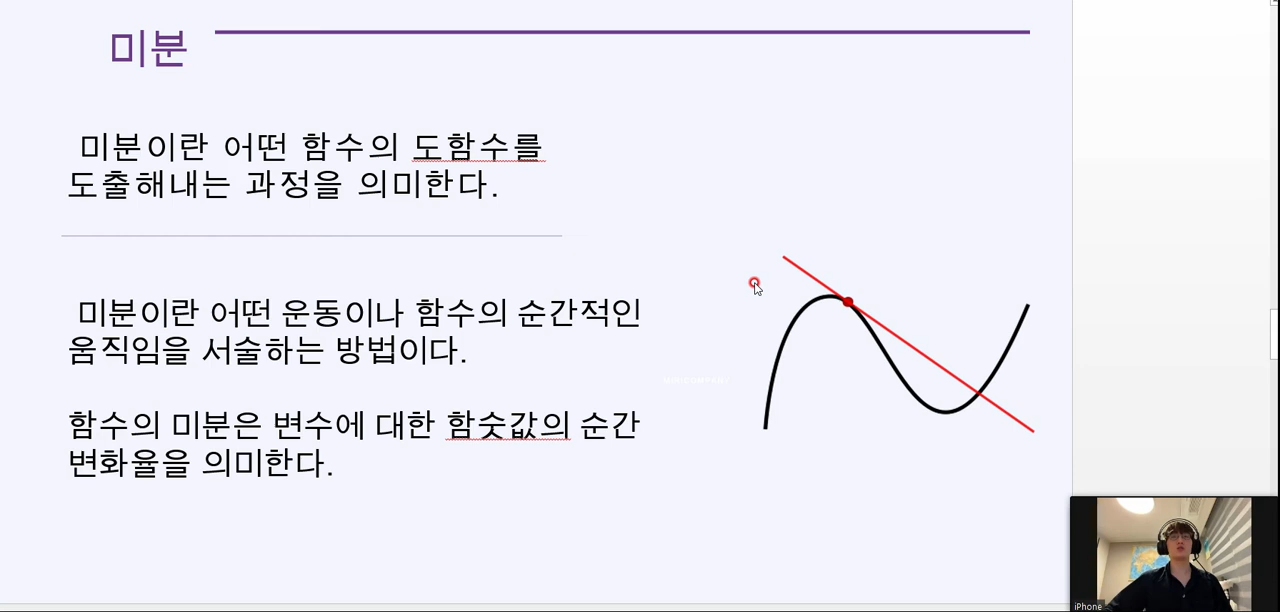 미분
미분이란 어떤 함수의 도함수를
도출해내는 과정을 의미한다.
미분이란 어떤 운동이나 함수의 순간적인
움직임을 서술하는 방법이다.
함수의 미분은 변수에 대한 함숫값의 순간
변화율을 의미한다.
iPhone